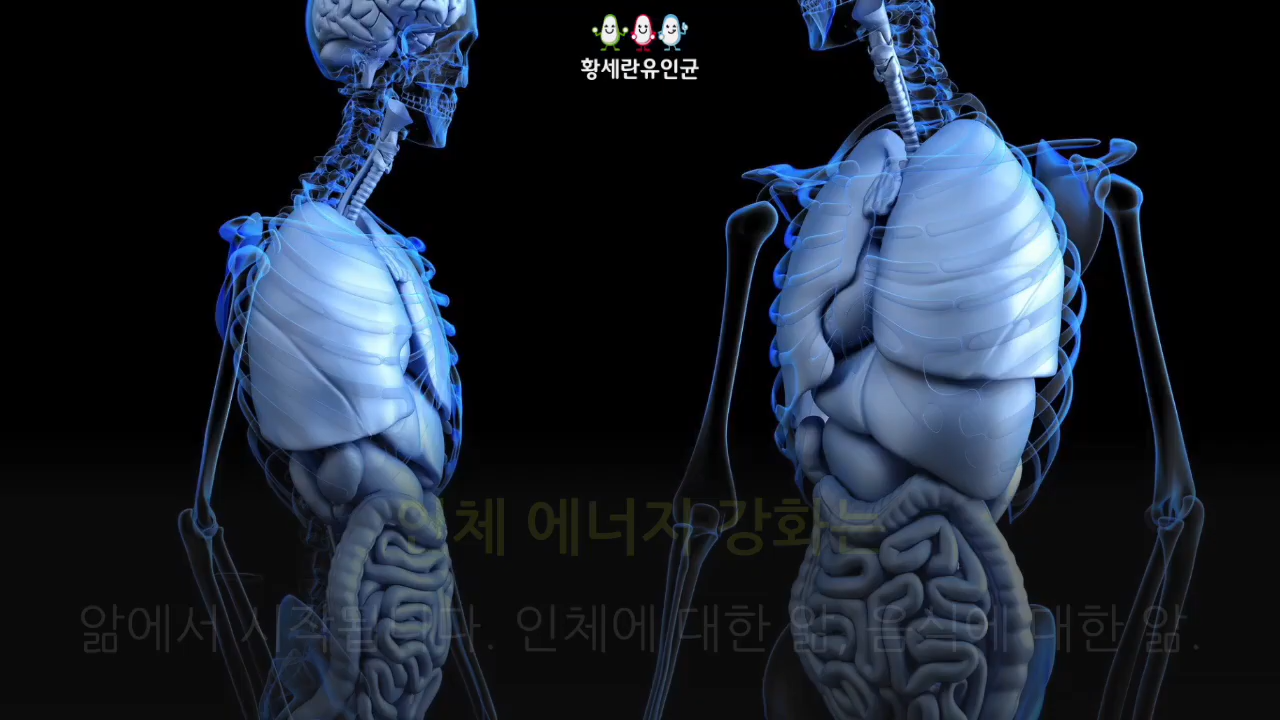 황세란유인균
인체 에너지 강화는
앎에서 시작됩니다. 인체에 대한 앎, 음식에 대한 앎.